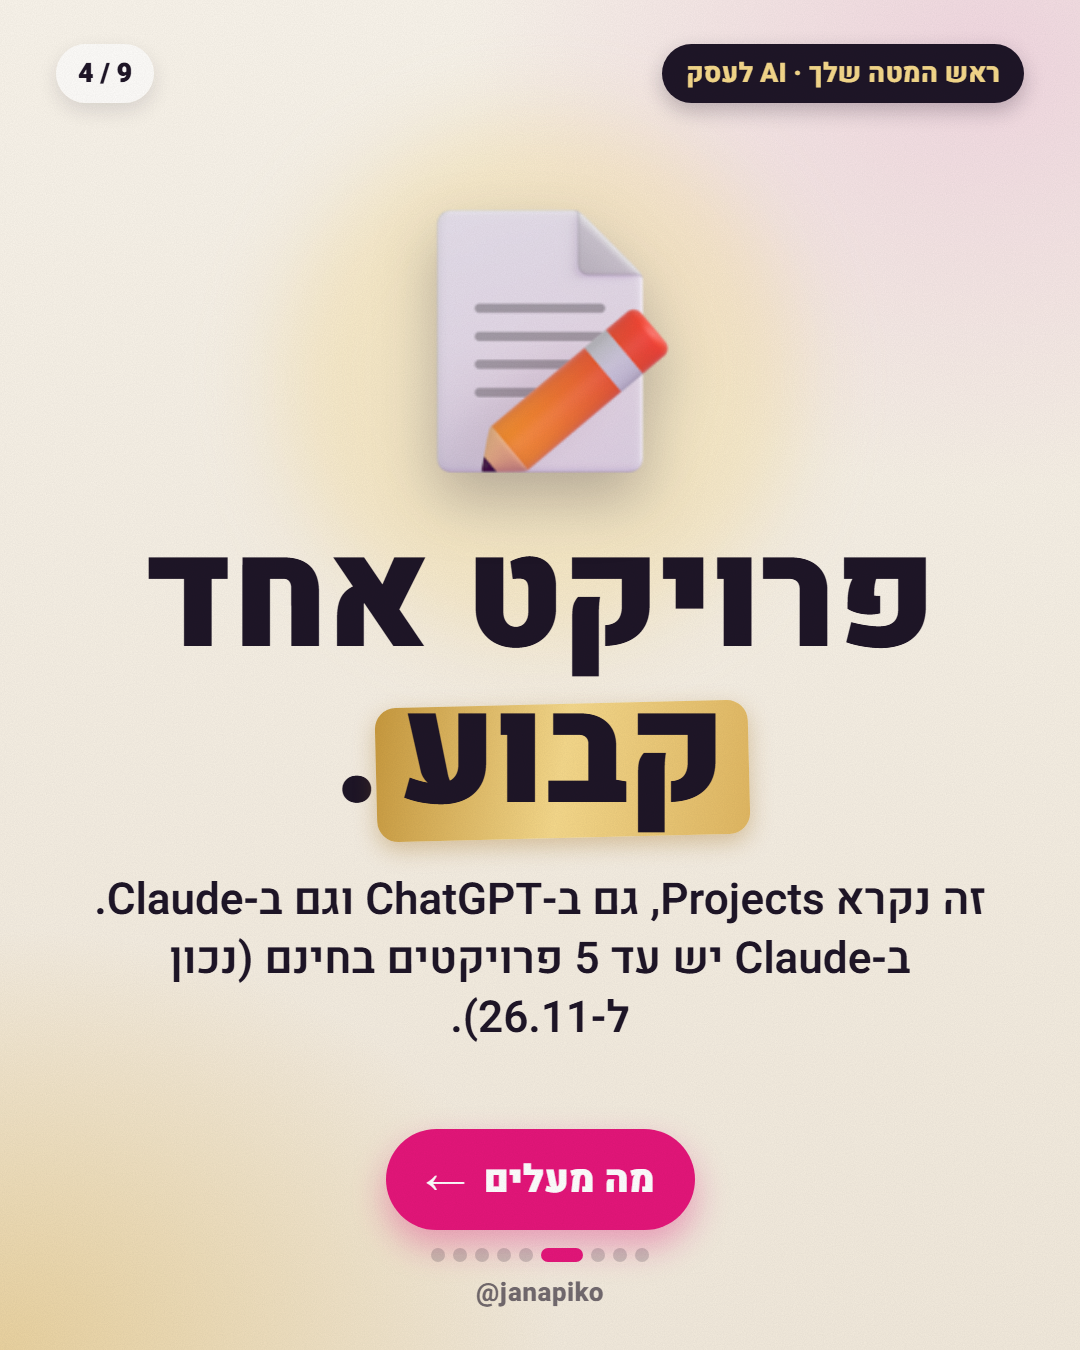 ראש המטה שלך · AI לעסק
4 / 9
פרויקט אחד
קבוע.
זה נקרא Projects, גם ב-ChatGPT וגם ב-Claude.
ב-Claude יש עד 5 פרויקטים בחינם (נכון
ל-26.11).
מה מעלים ←
@janapiko